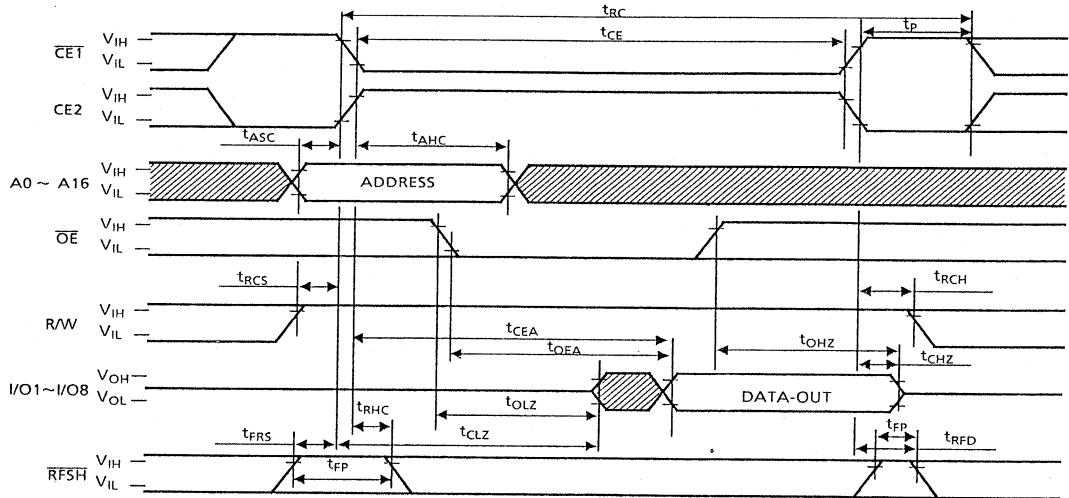 tRC
tCE
tP
CE1
VIH
VIL
CE2
VIH
VIL
tASC
tAHC
A0 ~ A16
VIH
VIL
ADDRESS
OE
VIH
VIL
tRCS
tRCH
R/W
VIH
VIL
tCEA
tOEA
tOHZ
tCHZ
I/O1~I/O8
VOH
VOL
DATA-OUT
tOLZ
tRHC
tCLZ
tFRS
tFP
tFP
tRFD
RFSH
VIH
VIL